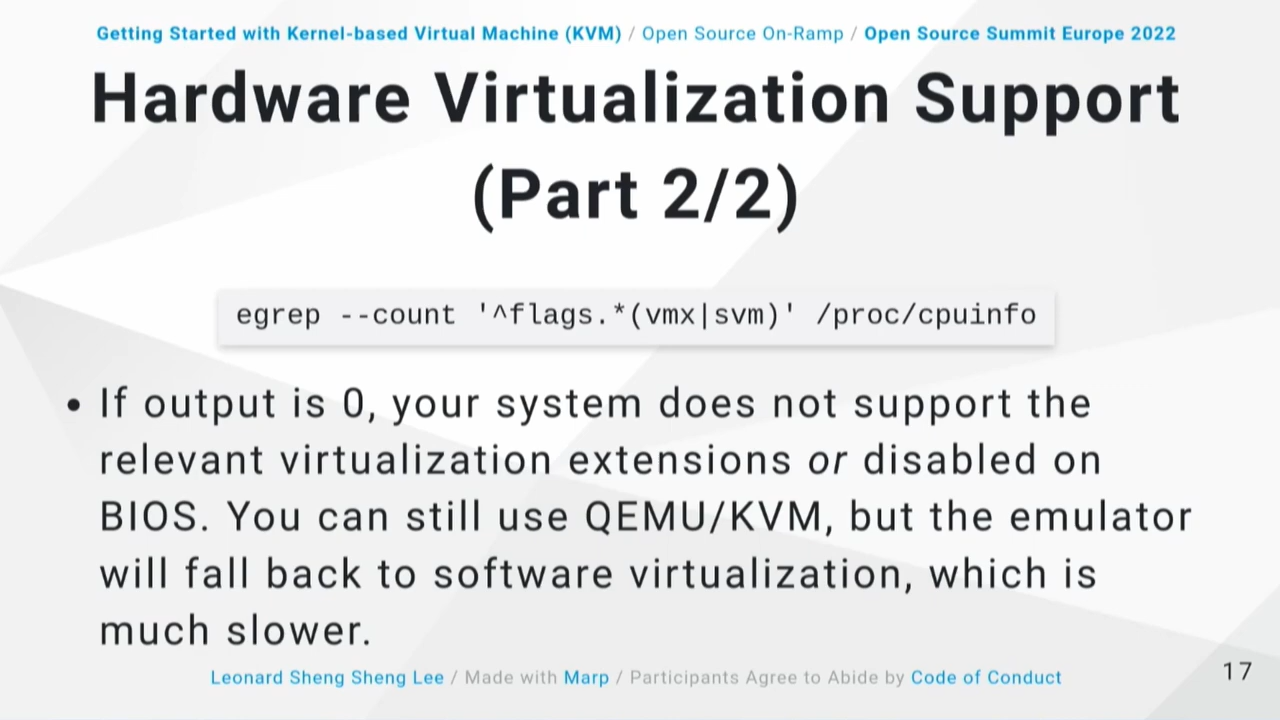 Getting Started with Kernel-based Virtual Machine (KVM) / Open Source On-Ramp / Open Source Summit Europe 2022
Hardware Virtualization Support
(Part 2/2)
egrep --count '^flags.*(vmx|svm)' /proc/cpuinfo
• If output is 0, your system does not support the
relevant virtualization extensions or disabled on
BIOS. You can still use QEMU/KVM, but the emulator
will fall back to software virtualization, which is
much slower.
Leonard Sheng Sheng Lee / Made with Marp / Participants Agree to Abide by Code of Conduct
17